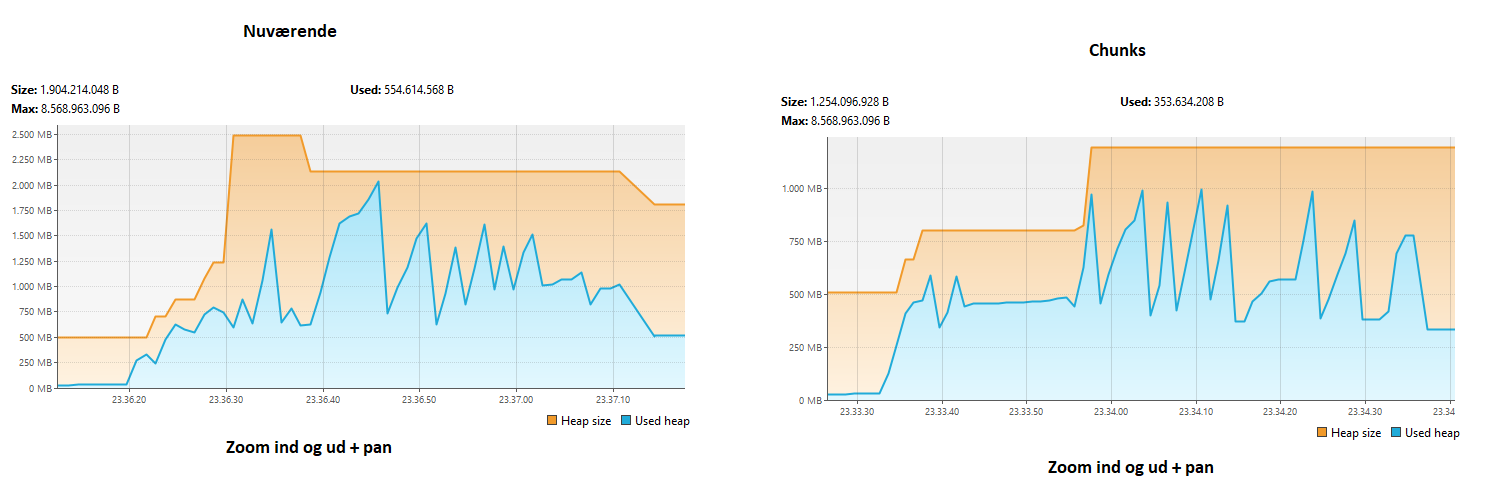 Nuværende
Size: 1.904.214.048 B
Used: 554.614.568 B
Max: 8.568.963.096 B
2.500 MB
2.250 MB
2.000 MB
1.750 MB
1.500 MB
1.250 MB
1.000 MB
750 MB
500 MB
250 MB
0 MB
23.36.20
23.36.30
23.36.40
23.36.50
23.37.00
23.37.10
Heap size
Used heap
Zoom ind og ud + pan
Chunks
Size: 1.254.096.928 B
Used: 353.634.208 B
Max: 8.568.963.096 B
1.000 MB
750 MB
500 MB
250 MB
0 MB
23.33.30
23.33.40
23.33.50
23.34.00
23.34.10
23.34.20
23.34.30
23.34
Heap size
Used heap
Zoom ind og ud + pan